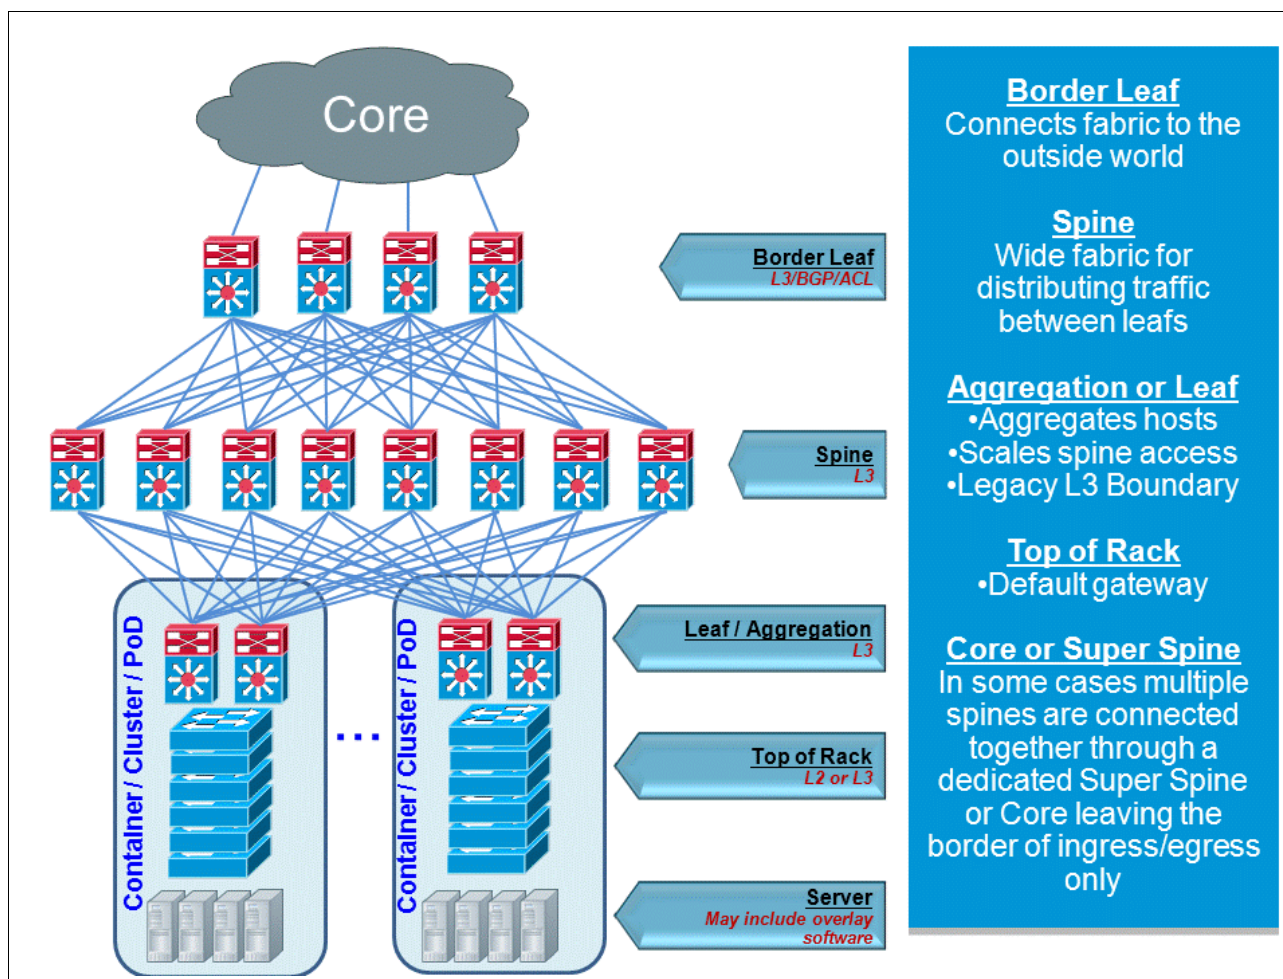 Core
Border Leaf
L3/BGP/ACL
Spine
L3
Container / Cluster / PoD
Container / Cluster / PoD
...
Leaf / Aggregation
L3
Top of Rack
L2 or L3
Server
May include overlay
software
Border Leaf
Connects fabric to the
outside world
Spine
Wide fabric for
distributing traffic
between leafs
Aggregation or Leaf
•Aggregates hosts
•Scales spine access
•Legacy L3 Boundary
Top of Rack
•Default gateway
Core or Super Spine
In some cases multiple
spines are connected
together through a
dedicated Super Spine
or Core leaving the
border of ingress/egress
only